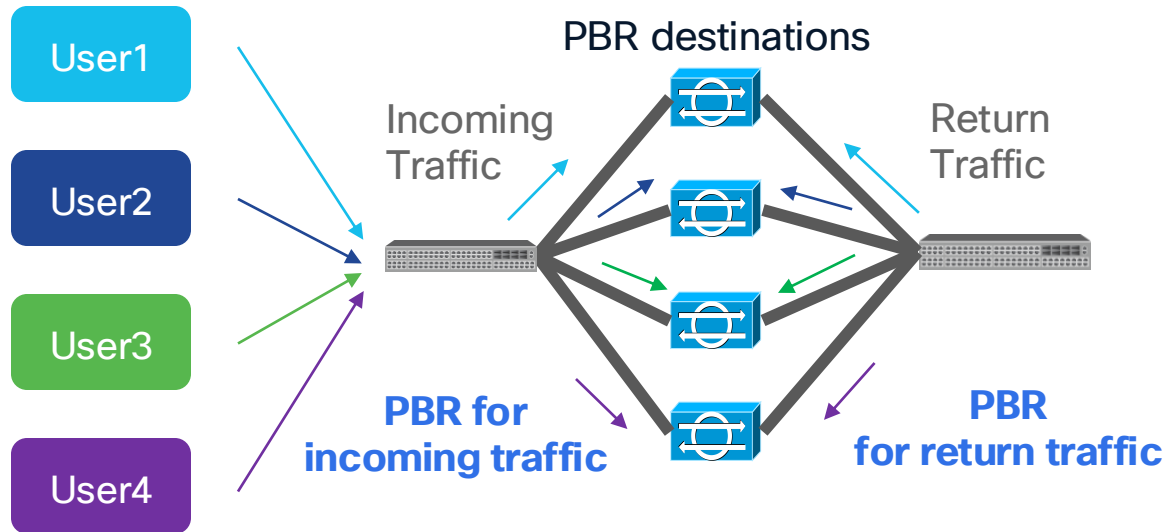 User1
User2
User3
User4
PBR destinations
Incoming
Traffic
Return
Traffic
PBR for
incoming traffic
PBR
for return traffic